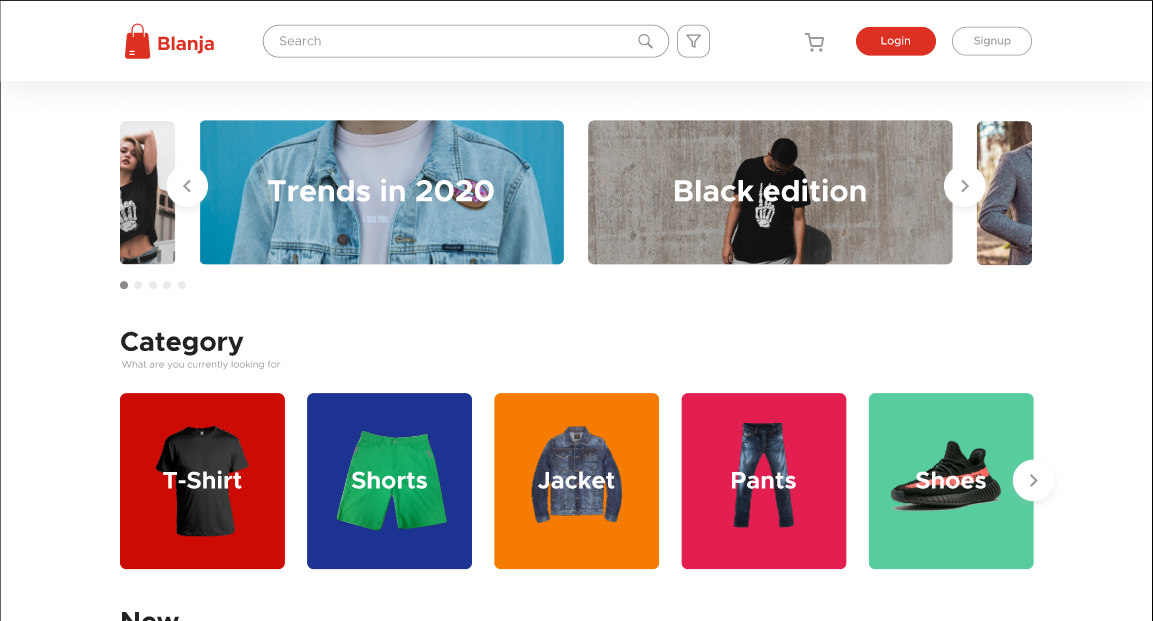 Blanja
Search
Login
Signup
Trends in 2020
Black edition
Category
What are you currently looking for
T-Shirt
Shorts
Jacket
Pants
Shoes
New